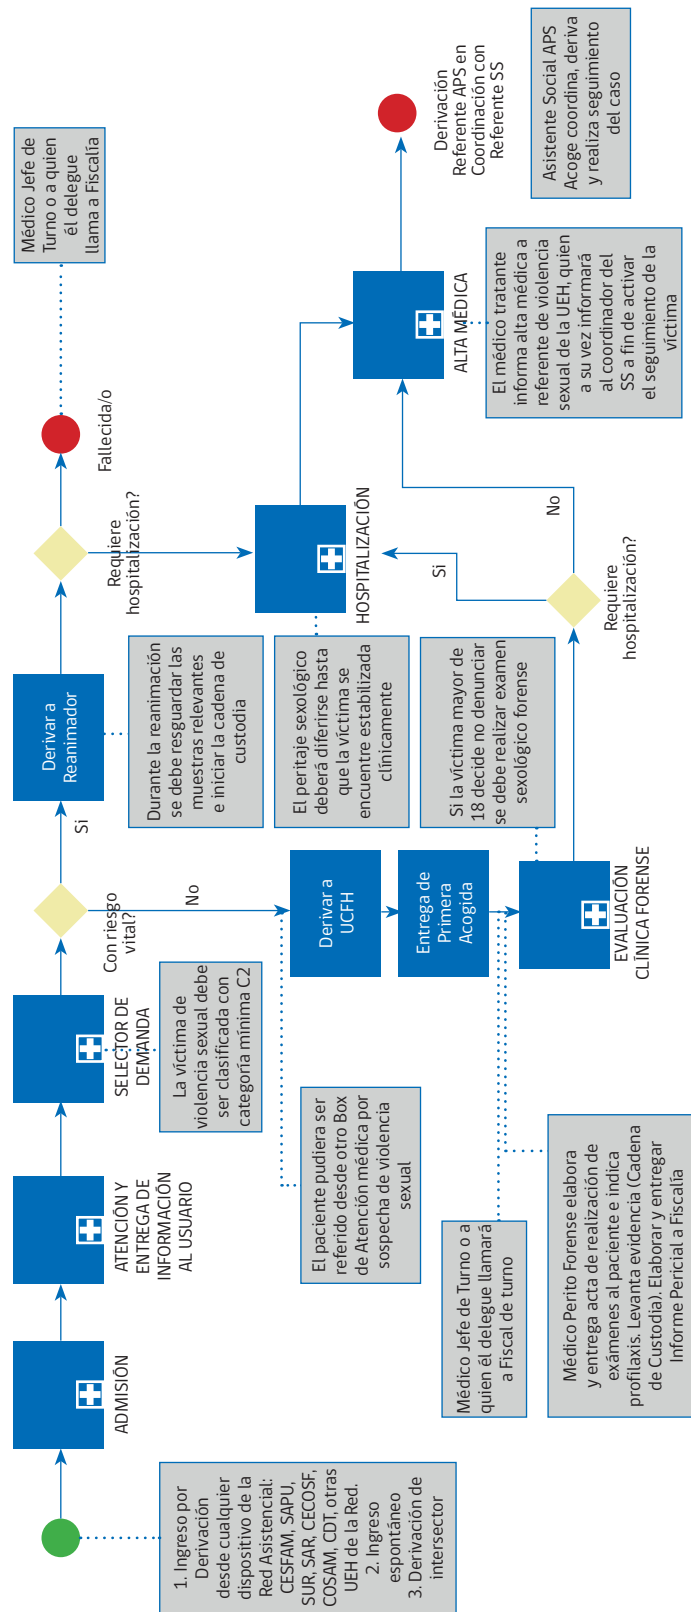 1. Ingreso por
Derivación
desde cualquier
dispositivo de la
Red Asistencial:
CESFAM, SAPU,
SUR, SAR, CECOSF,
COSAM, CDT, otras
UEH de la Red.
2. Ingreso
espontáneo
3. Derivación de
intersector
ADMISIÓN
ATENCIÓN Y
ENTREGA DE
INFORMACIÓN
AL USUARIO
SELECTOR DE
DEMANDA
La víctima de
violencia sexual debe
ser clasificada con
categoría mínima C2
Con riesgo
vital?
Si
No
Derivar a
Reanimador
Durante la reanimación
se debe resguardar las
muestras relevantes
e iniciar la cadena de
custodia
Requiere
hospitalización?
Fallecida/o
Médico Jefe de
Turno o a quien
él delegue
llama a Fiscalía
El paciente pudiera ser
referido desde otro Box
de Atención médica por
sospecha de violencia
sexual
Derivar a
UCFH
Entrega de
Primera
Acogida
Médico Jefe de Turno o a
quien él delegue llamará
a Fiscal de turno
Médico Perito Forense elabora
y entrega acta de realización de
exámenes al paciente e indica
profilaxis. Levanta evidencia (Cadena
de Custodia). Elaborar y entregar
Informe Pericial a Fiscalía
EVALUACIÓN
CLÍNICA FORENSE
Si la víctima mayor de
18 decide no denunciar
se debe realizar examen
sexológico forense
Requiere
hospitalización?
Si
No
HOSPITALIZACIÓN
El peritaje sexológico
deberá diferirse hasta
que la víctima se
encuentre estabilizada
clínicamente
ALTA MÉDICA
El médico tratante
informa alta médica a
referente de violencia
sexual de la UEH, quien
a su vez informará
al coordinador del
SS a fin de activar
el seguimiento de la
víctima
Derivación
Referente APS en
Coordinación con
Referente SS
Asistente Social APS
Acoge coordina, deriva
y realiza seguimiento
del caso